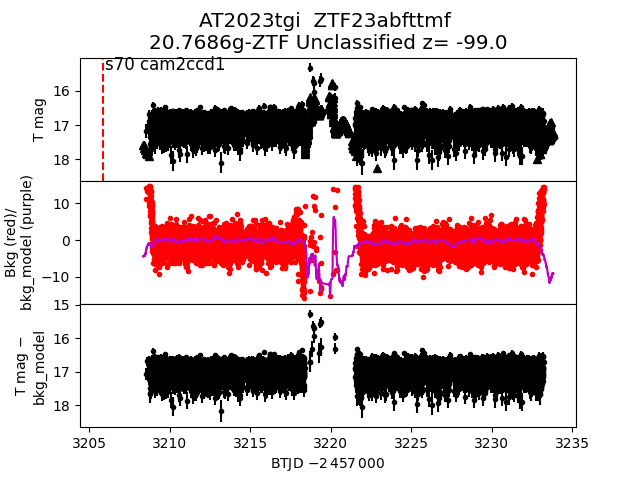 AT2023tgi ZTF23abfttmf
20.7686g-ZTF Unclassified z= -99.0
s70 cam2ccd1
T mag
16
17
18
Bkg (red)/
bkg_model (purple)
10
0
−10
T mag −
bkg_model
15
16
17
18
3205
3210
3215
3220
3225
3230
3235
BTJD −2 457 000